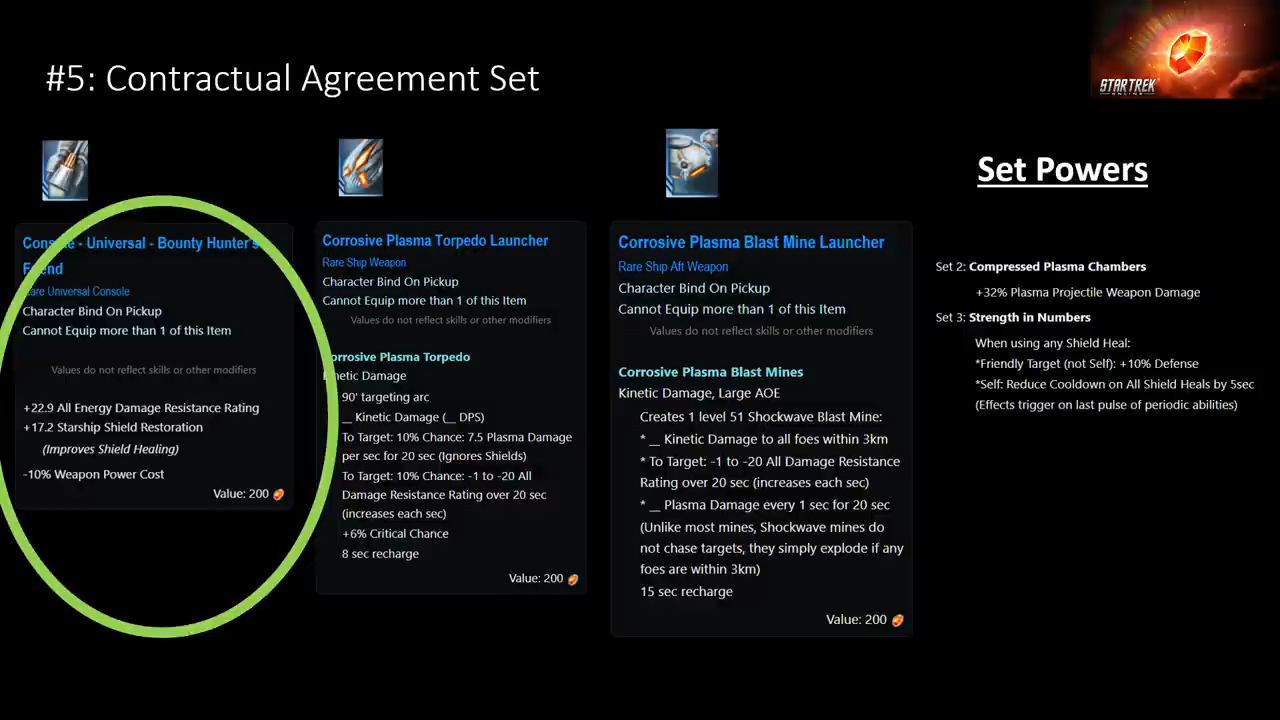 #5: Contractual Agreement Set
STAR TREK
ONLINE
Console - Universal - Bounty Hunter's
Friend
Rare Universal Console
Character Bind On Pickup
Cannot Equip more than 1 of this Item
Values do not reflect skills or other modifiers
+22.9 All Energy Damage Resistance Rating
+17.2 Starship Shield Restoration
(Improves Shield Healing)
-10% Weapon Power Cost
Value: 200
Corrosive Plasma Torpedo Launcher
Rare Ship Weapon
Character Bind On Pickup
Cannot Equip more than 1 of this Item
Values do not reflect skills or other modifiers
Corrosive Plasma Torpedo
Kinetic Damage
90' targeting arc
__ Kinetic Damage (__ DPS)
To Target: 10% Chance: 7.5 Plasma Damage
per sec for 20 sec (Ignores Shields)
To Target: 10% Chance: -1 to -20 All
Damage Resistance Rating over 20 sec
(increases each sec)
+6% Critical Chance
8 sec recharge
Value: 200
Corrosive Plasma Blast Mine Launcher
Rare Ship Aft Weapon
Character Bind On Pickup
Cannot Equip more than 1 of this Item
Values do not reflect skills or other modifiers
Corrosive Plasma Blast Mines
Kinetic Damage, Large AOE
Creates 1 level 51 Shockwave Blast Mine:
* __ Kinetic Damage to all foes within 3km
* To Target: -1 to -20 All Damage Resistance
Rating over 20 sec (increases each sec)
* __ Plasma Damage every 1 sec for 20 sec
(Unlike most mines, Shockwave mines do
not chase targets, they simply explode if any
foes are within 3km)
15 sec recharge
Value: 200
Set Powers
Set 2: Compressed Plasma Chambers
+32% Plasma Projectile Weapon Damage
Set 3: Strength in Numbers
When using any Shield Heal:
*Friendly Target (not Self): +10% Defense
*Self: Reduce Cooldown on All Shield Heals by 5sec
(Effects trigger on last pulse of periodic abilities)